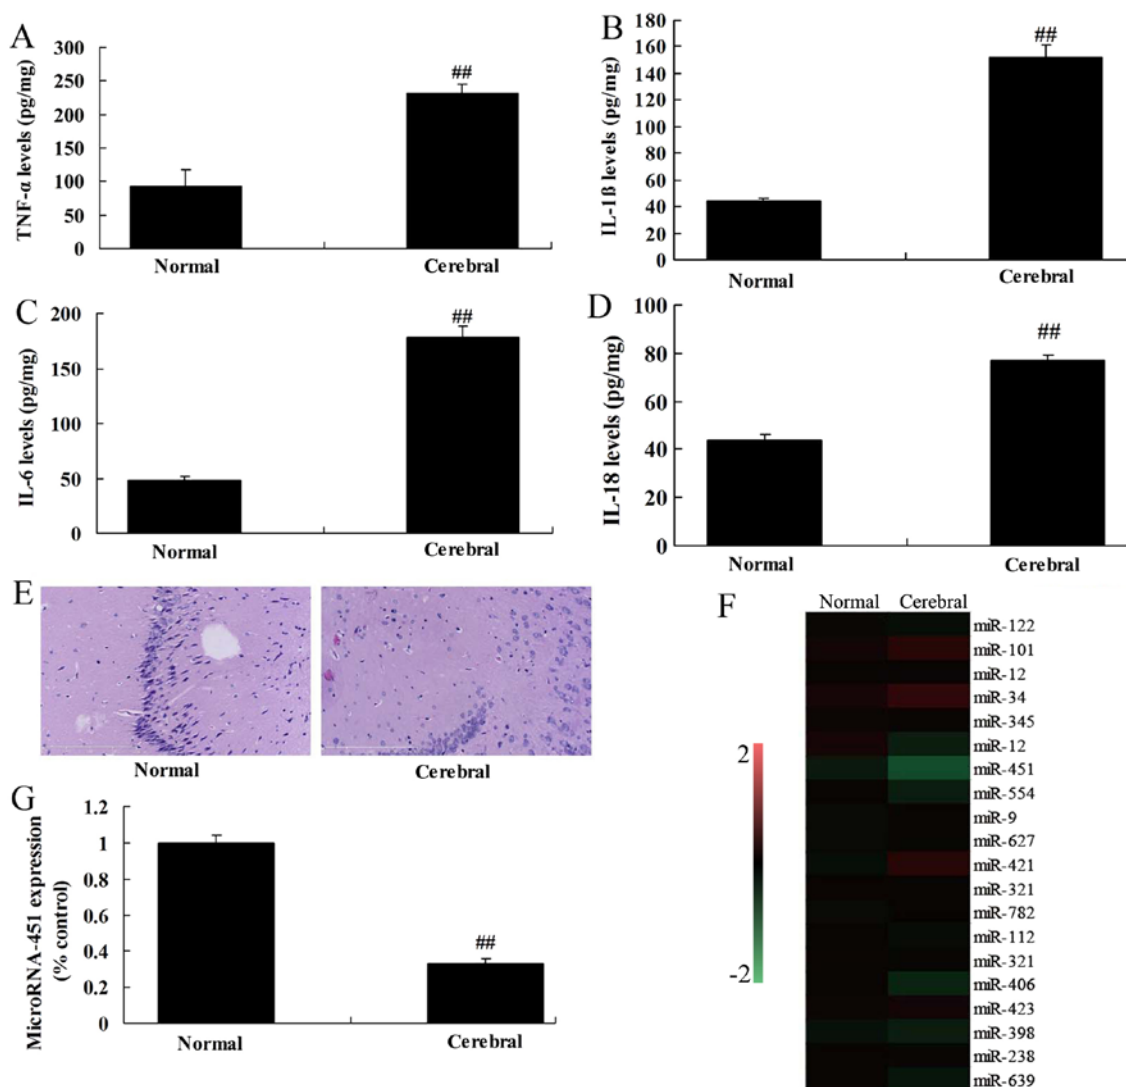 A
TNF-α levels (pg/mg)
300
250
200
150
100
50
0
##
Normal
Cerebral
B
IL-1ß levels (pg/mg)
180
160
140
120
100
80
60
40
20
0
##
Normal
Cerebral
C
IL-6 levels (pg/mg)
200
150
100
50
0
##
Normal
Cerebral
D
IL-18 levels (pg/mg)
100
80
60
40
20
0
##
Normal
Cerebral
E
Normal
Cerebral
F
Normal Cerebral
miR-122
miR-101
miR-12
miR-34
miR-345
miR-12
miR-451
miR-554
miR-9
miR-627
miR-421
miR-321
miR-782
miR-112
miR-321
miR-406
miR-423
miR-398
miR-238
miR-639
2
-2
G
MicroRNA-451 expression
(% control)
1.2
1
0.8
0.6
0.4
0.2
0
##
Normal
Cerebral